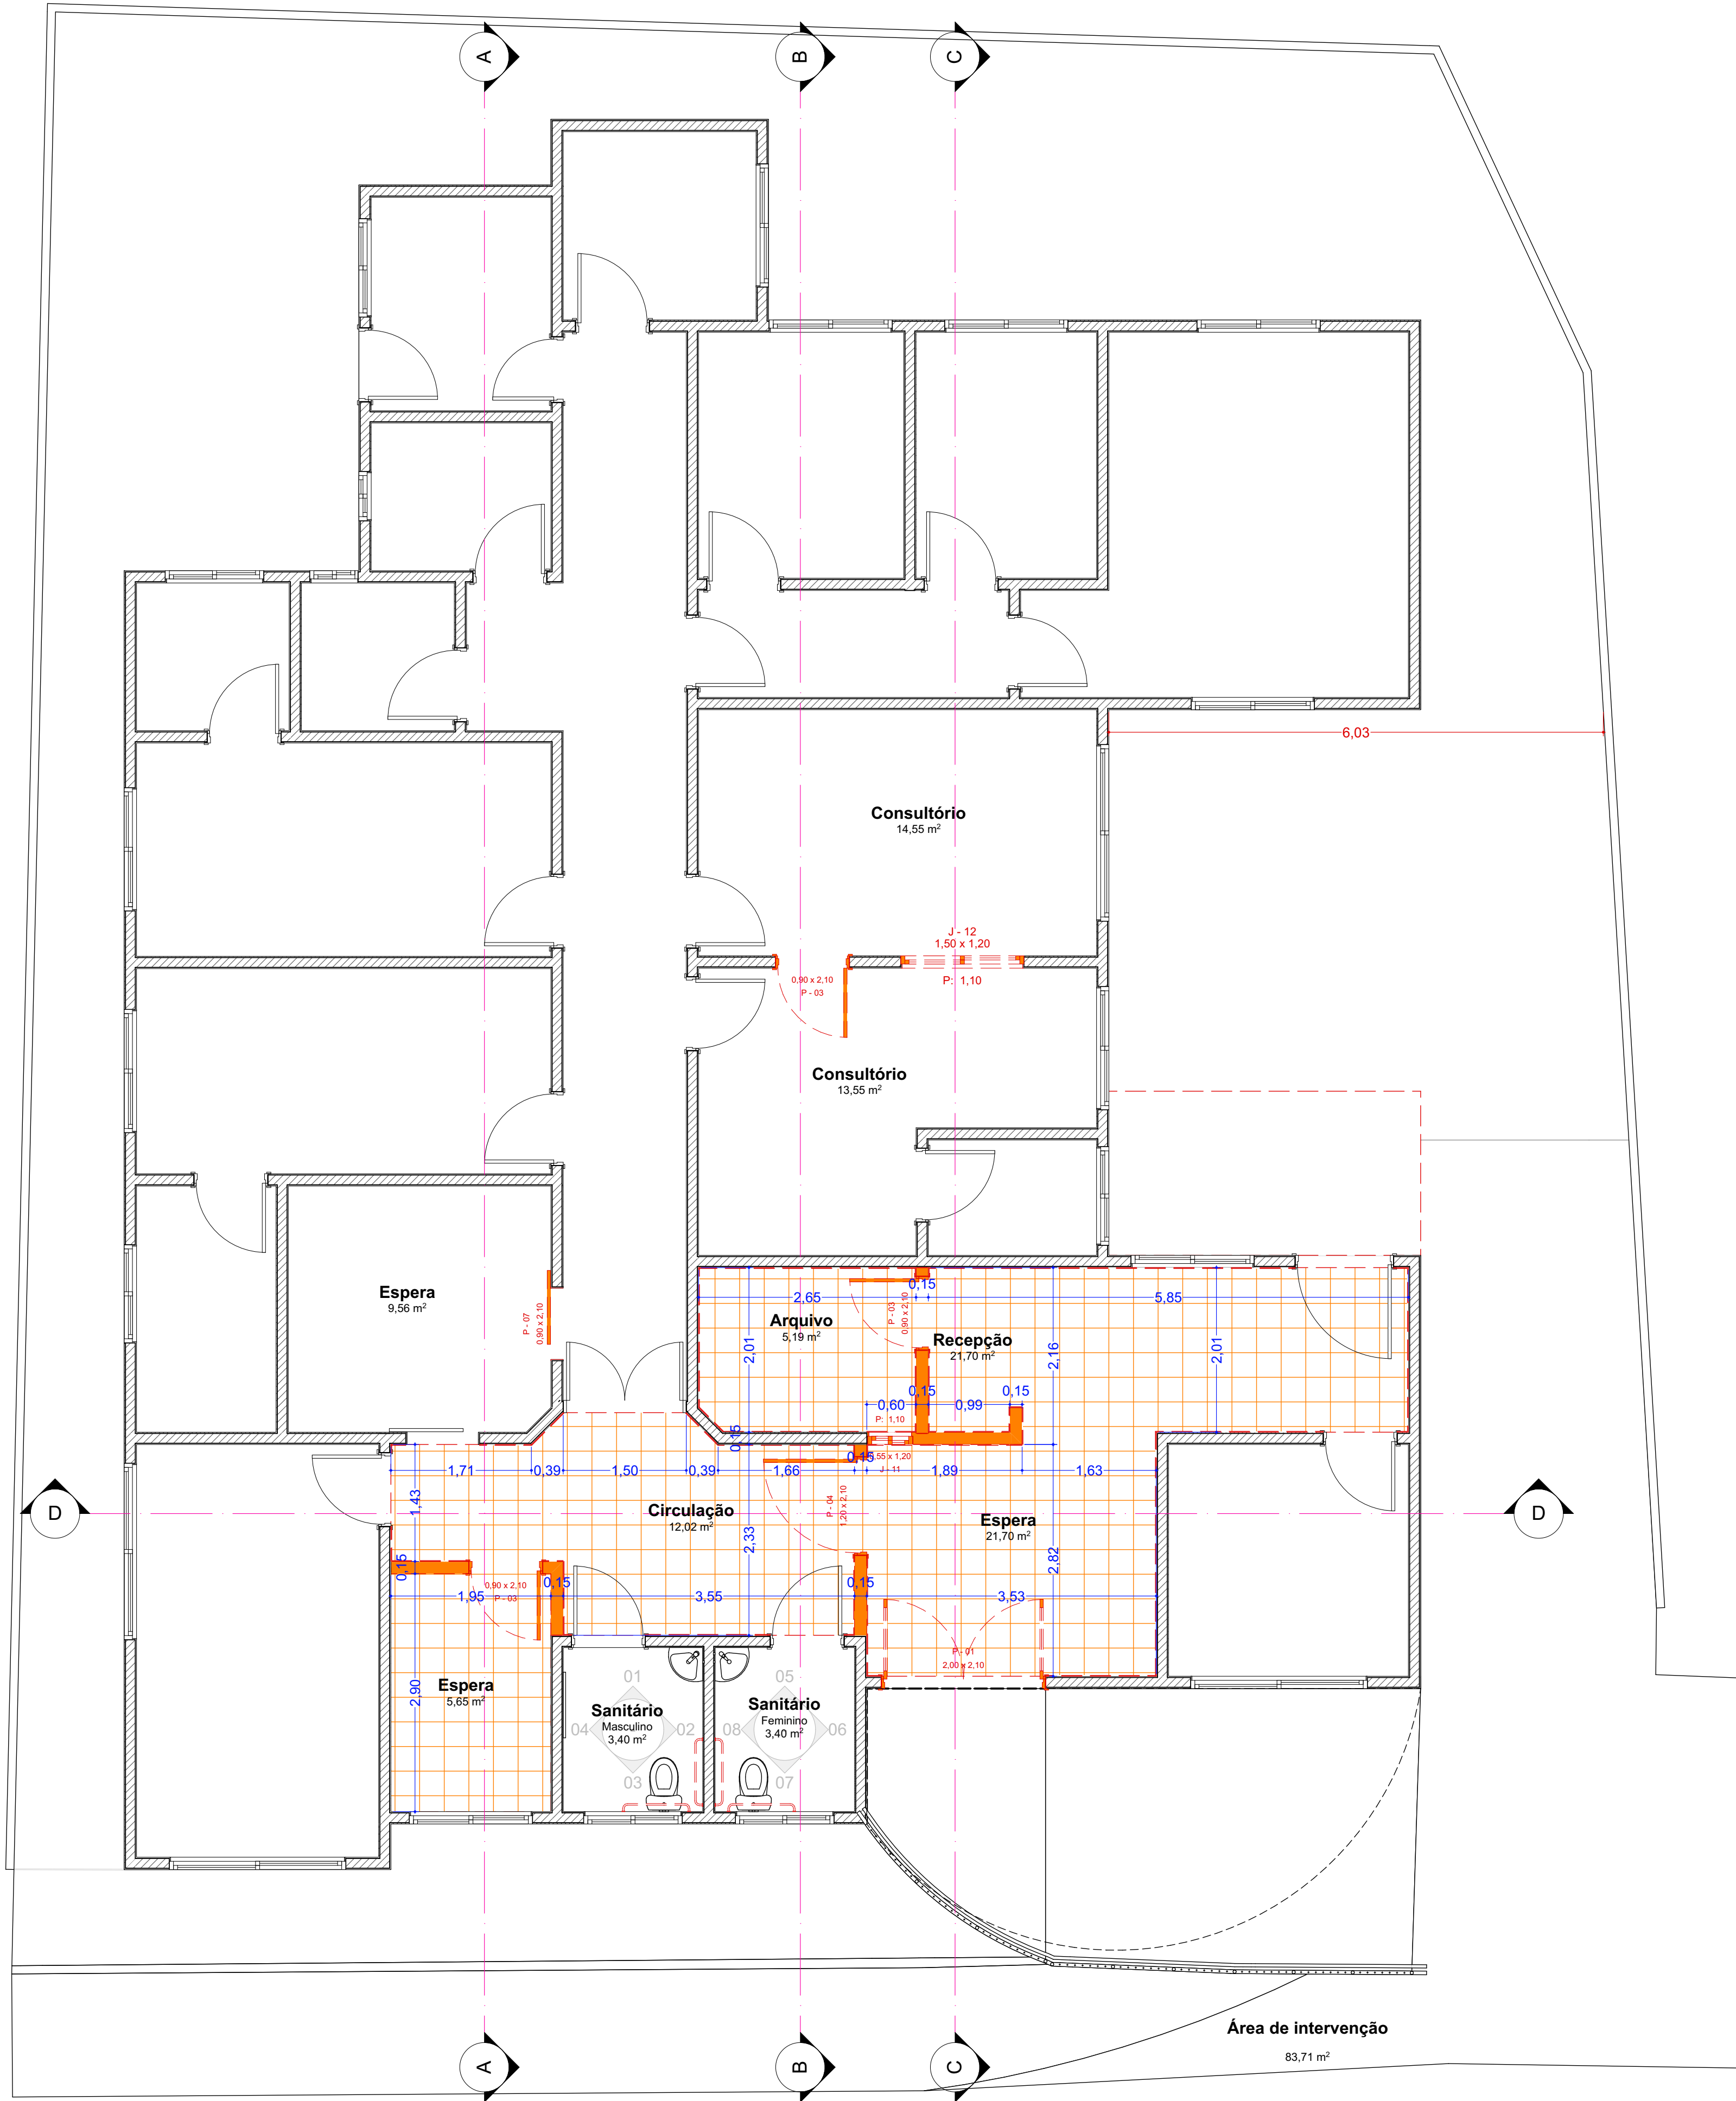 A
B
C
6,03
Consultório
14,55 m²
J - 12
1,50 x 1,20
P: 1,10
0,90 x 2,10
P - 03
Consultório
13,55 m²
Espera
9,56 m²
P - 07
0,90 x 2,10
0,15
2,65
5,85
P - 03
0,90 x 2,10
Arquivo
5,19 m²
Recepção
21,70 m²
2,01
2,16
2,01
0,15
0,15
0,60
0,99
P: 1,10
0,15
0,15
,55 x 1,20
J - 11
1,71
0,39
1,50
0,39
1,66
1,89
1,63
1,43
P - 04
1,20 x 2,10
D
Circulação
12,02 m²
Espera
21,70 m²
D
2,33
2,82
0,15
0,90 x 2,10
P - 03
0,15
0,15
1,95
3,55
3,53
P - 01
2,00 x 2,10
Espera
5,65 m²
2,90
01
Sanitário
Masculino
3,40 m²
04
02
03
05
Sanitário
Feminino
3,40 m²
08
06
07
Área de intervenção
83,71 m²
A
B
C